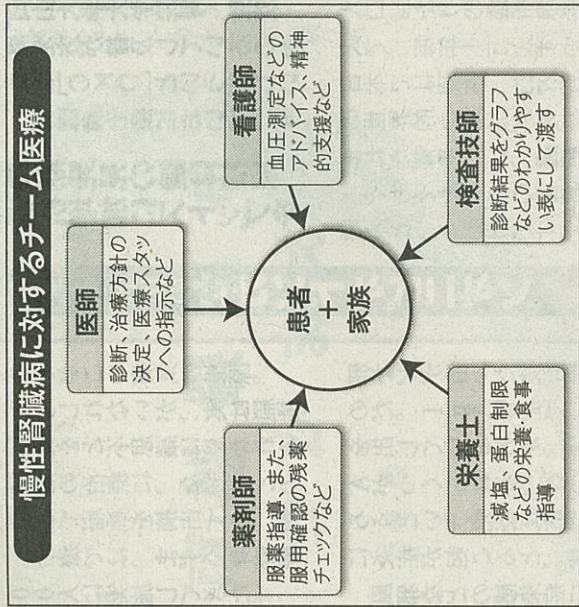 慢性腎臓病に対するチーム医療
医師
診断、治療方針の
決定、医療スタッ
フへの指示など
薬剤師
服薬指導、また、
服用確認の残薬
チェックなど
看護師
血圧測定などの
アドバイス、精神
的支援など
患者
＋
家族
栄養士
減塩、蛋白制限
などの栄養・食事
指導
検査技師
診断結果をグラフ
などのわかりやす
い表にして渡す